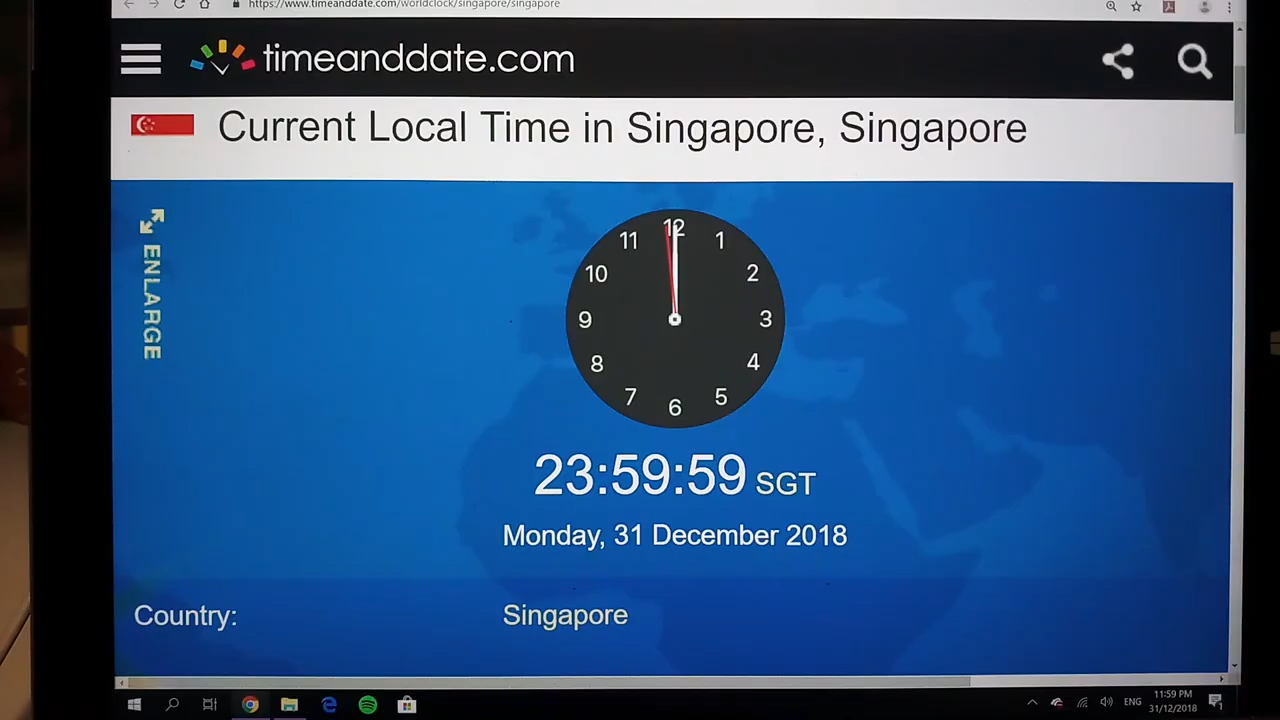 https://www.timeanddate.com/worldclock/singapore/singapore
timeanddate.com
Current Local Time in Singapore, Singapore
ENLARGE
12
11
1
10
2
9
3
8
4
7
5
6
23:59:59 SGT
Monday, 31 December 2018
Country:
Singapore
ENG
11:59 PM
31/12/2018
1